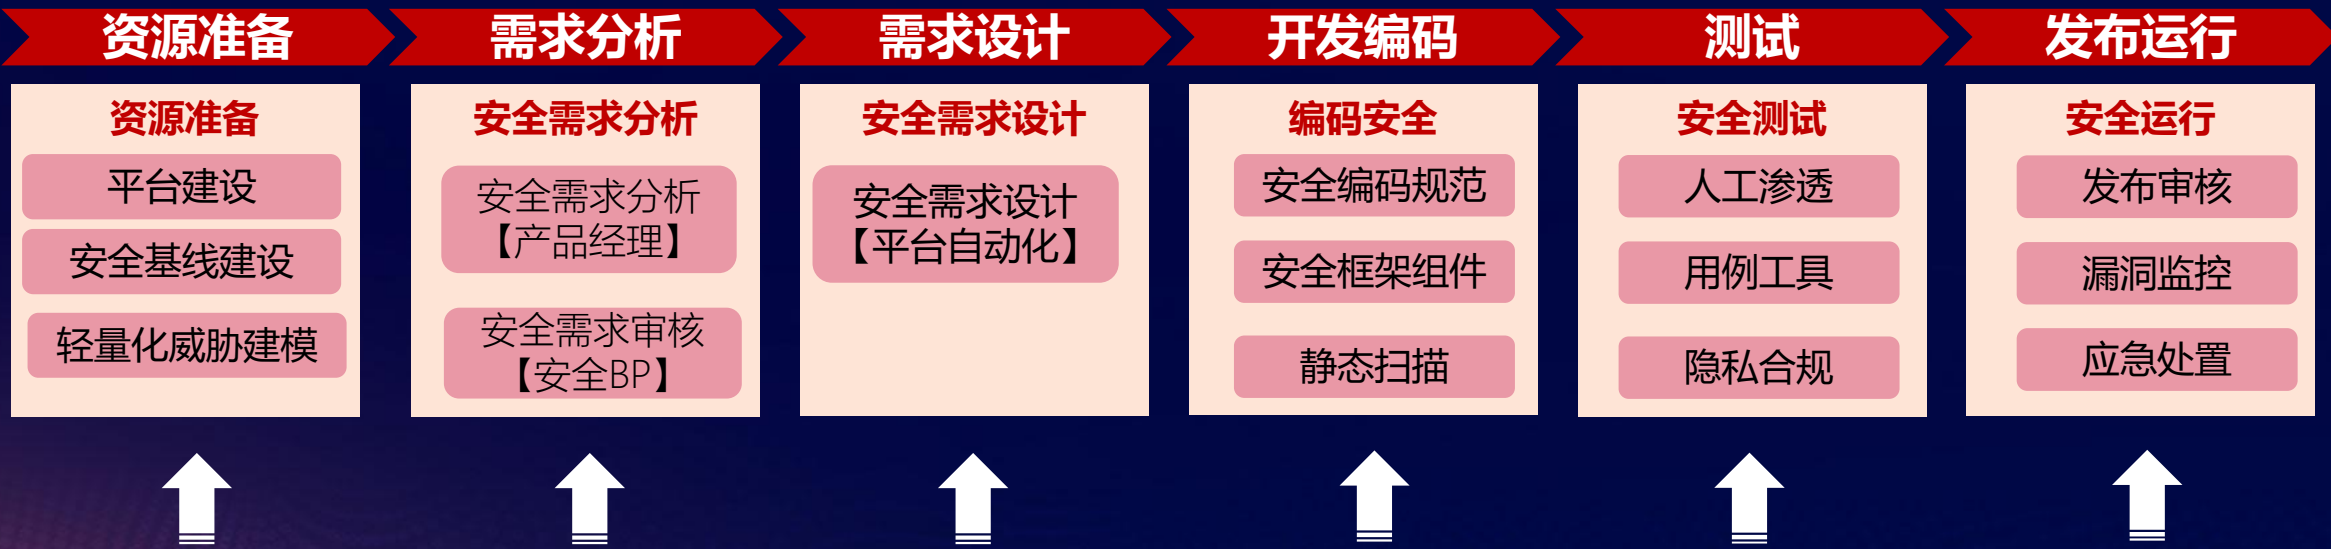 资源准备
需求分析
需求设计
开发编码
测试
发布运行
资源准备
平台建设
安全基线建设
轻量化威胁建模
安全需求分析
安全需求分析
【产品经理】
安全需求审核
【安全BP】
安全需求设计
安全需求设计
【平台自动化】
编码安全
安全编码规范
安全框架组件
静态扫描
安全测试
人工渗透
用例工具
隐私合规
安全运行
发布审核
漏洞监控
应急处置